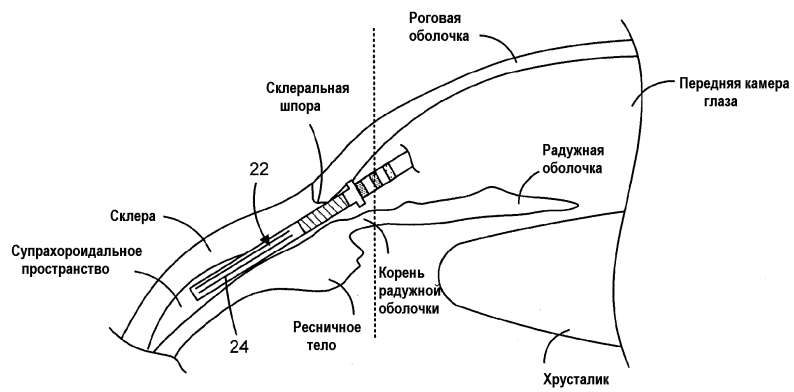 Роговая
оболочка
Склеральная
шпора
Передняя камера
глаза
Радужная
оболочка
22
Склера
Супрахороидальное
пространство
Корень
радужной
оболочки
24
Ресничное
тело
Хрусталик